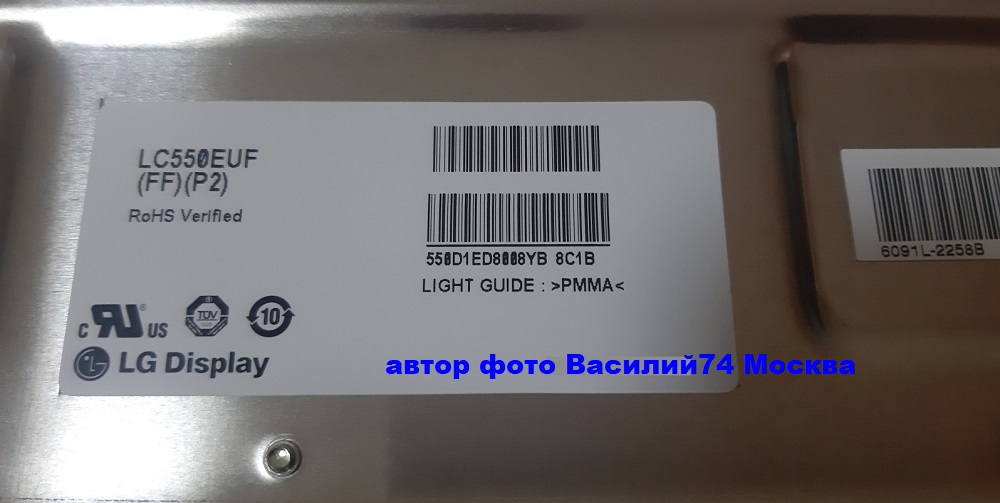 LC550EUF
(FF)(P2)
RoHS Verified
550D1ED8008YB 8C1B
LIGHT GUIDE : >PMMA<
6091L-2258B
c RU US
TÜV
10
LG Display
автор фото Василий74 Москва